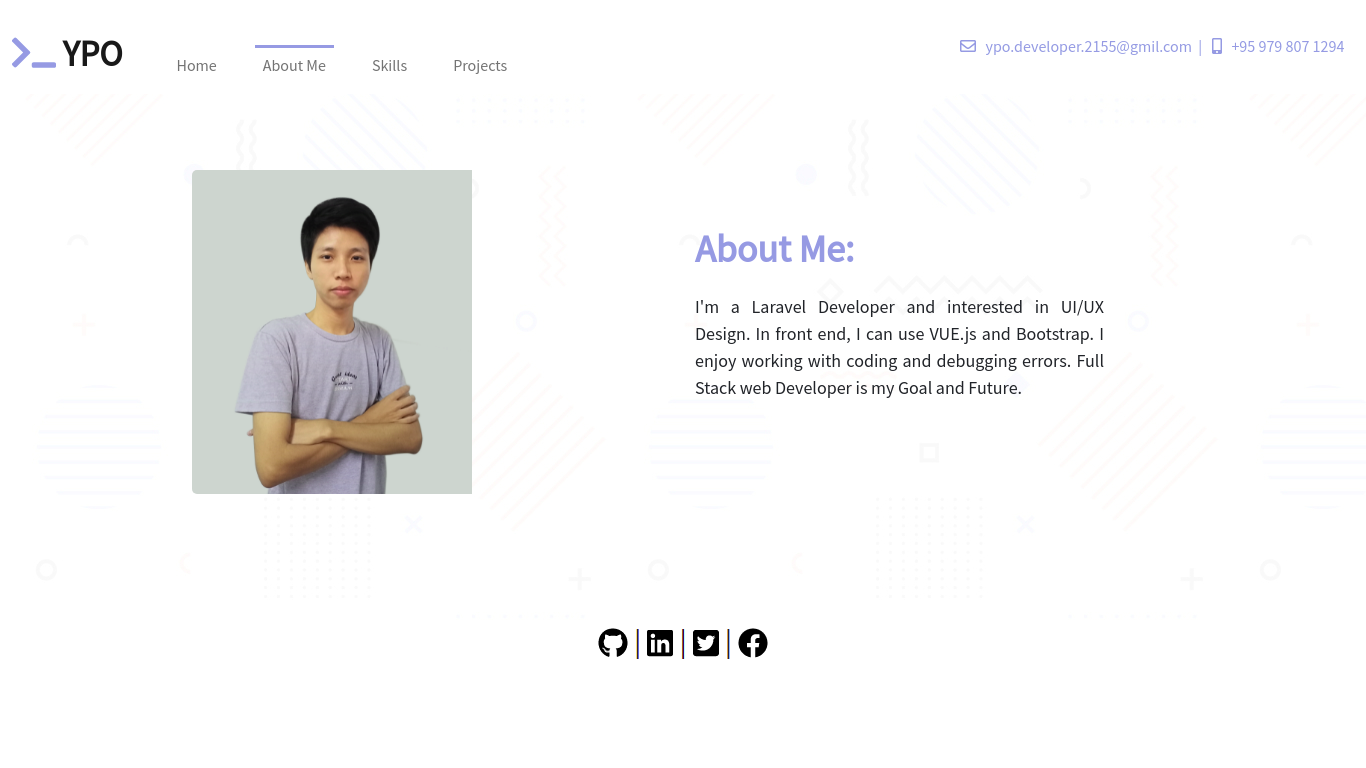 YPO
Home About Me Skills Projects
ypo.developer.2155@gmil.com | +95 979 807 1294
About Me:
I'm a Laravel Developer and interested in UI/UX
Design. In front end, I can use VUE.js and Bootstrap. I
enjoy working with coding and debugging errors. Full
Stack web Developer is my Goal and Future.